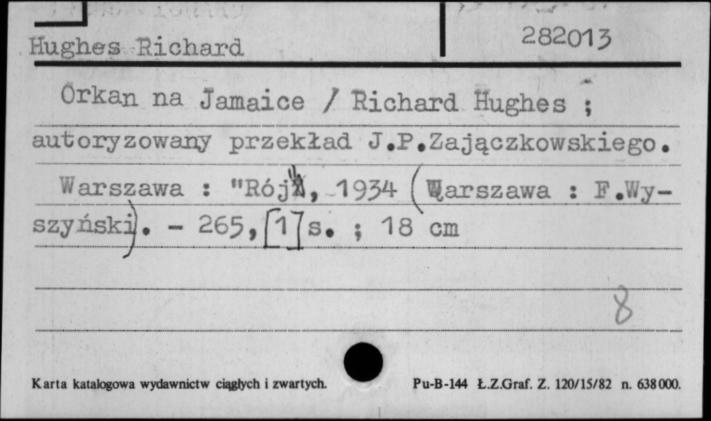 Hughes Richard
282013
Orkan na Jamaice / Richard Hughes ;
autoryzowany przekład J.P.Zajączkowskiego.
Warszawa : "Rój", 1934 (Warszawa : F.Wy-
szyński). - 265,[1]s. ; 18 cm
8
Karta katalogowa wydawnictw ciągłych i zwartych.
Pu-B-144 Ł.Z.Graf. Z. 120/15/82 n. 638000.